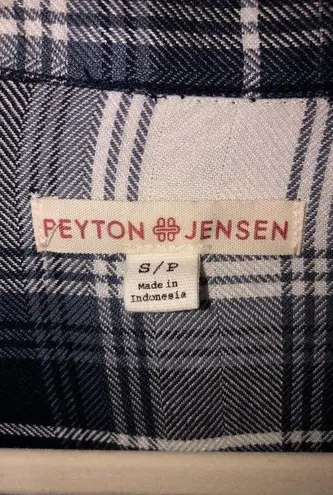 PEYTON JENSEN
S/P
Made in
Indonesia